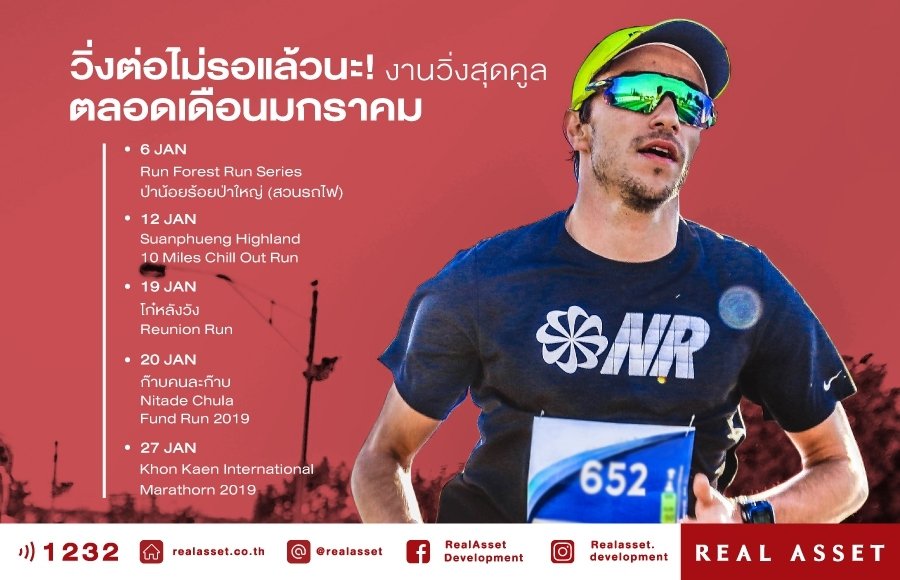 วิ่งต่อไม่รอแล้วนะ! งานวิ่งสุดคูล
ตลอดเดือนมกราคม
• 6 JAN
Run Forest Run Series
ป่าน้อยร้อยป่าใหญ่ (สวนรถไฟ)
• 12 JAN
Suanphueng Highland
10 Miles Chill Out Run
• 19 JAN
โก๋หลังวัง
Reunion Run
• 20 JAN
ก๊าบคนละก๊าบ
Nitade Chula
Fund Run 2019
• 27 JAN
Khon Kaen International
Marathorn 2019
NR
652
1232
realasset.co.th
@realasset
RealAsset
Development
Realasset.
development
REAL ASSET